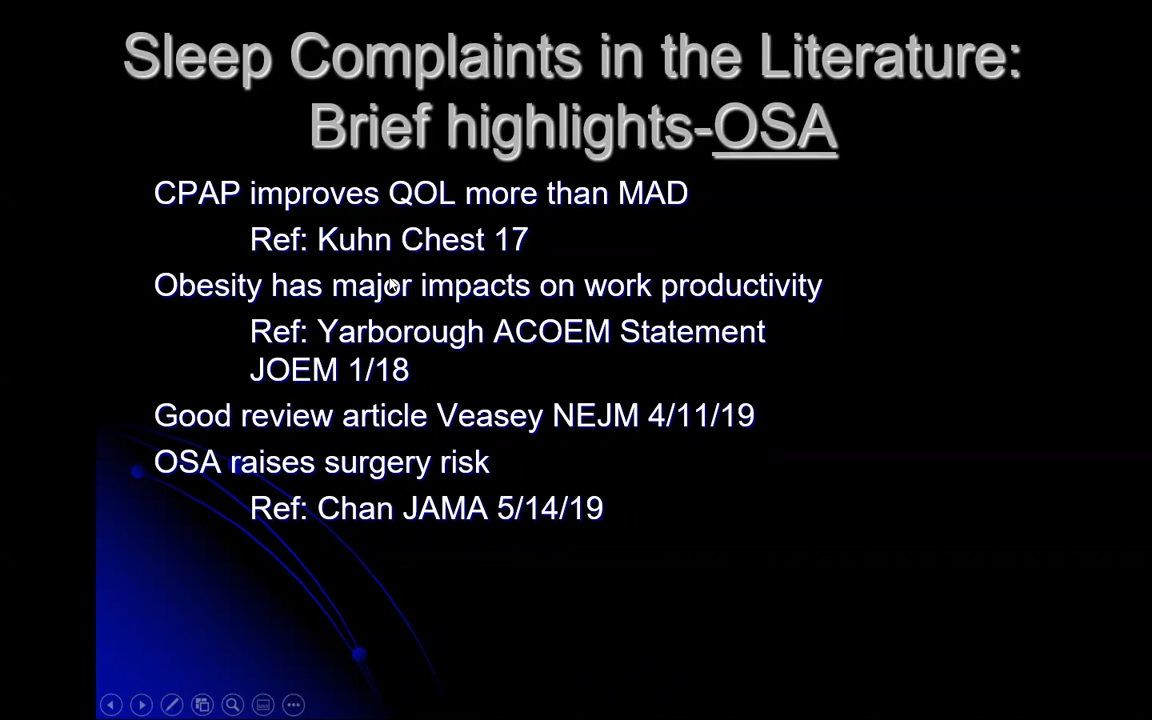 Sleep Complaints in the Literature:
Brief highlights-OSA
CPAP improves QOL more than MAD
Ref: Kuhn Chest 17
Obesity has major impacts on work productivity
Ref: Yarborough ACOEM Statement
JOEM 1/18
Good review article Veasey NEJM 4/11/19
OSA raises surgery risk
Ref: Chan JAMA 5/14/19